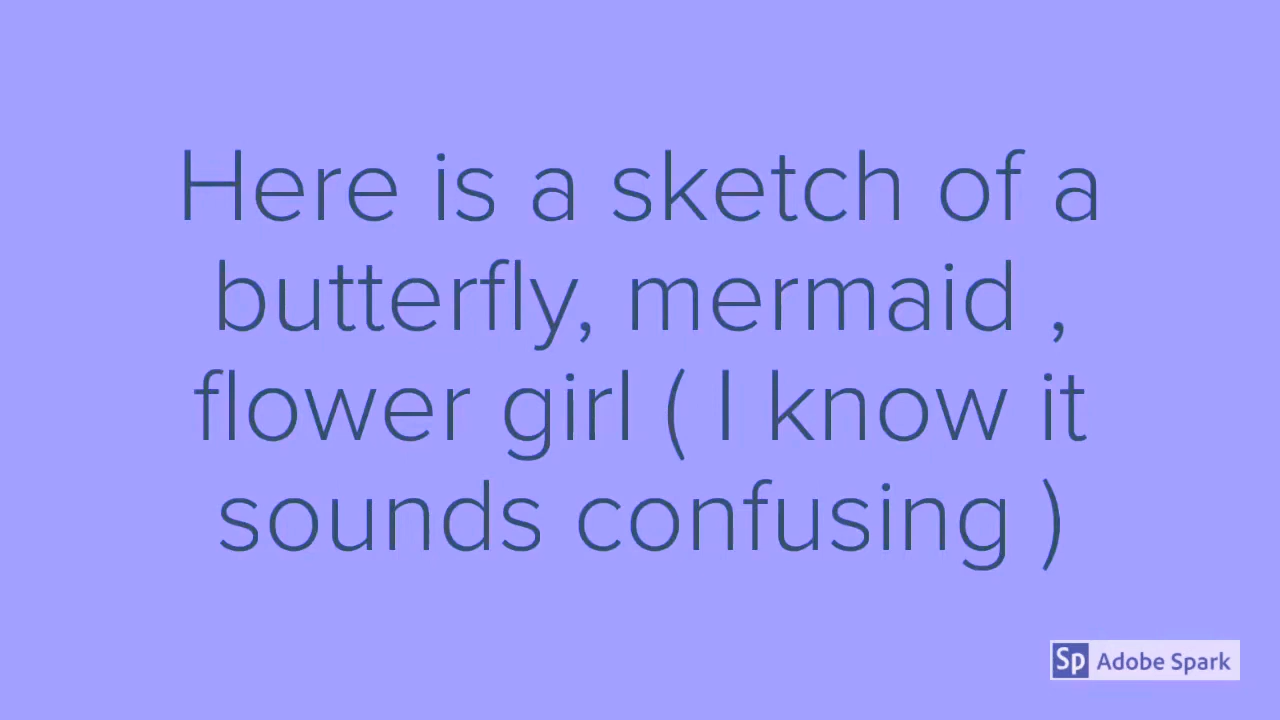 Here is a sketch of a
butterfly, mermaid ,
flower girl ( I know it
sounds confusing )
Sp Adobe Spark